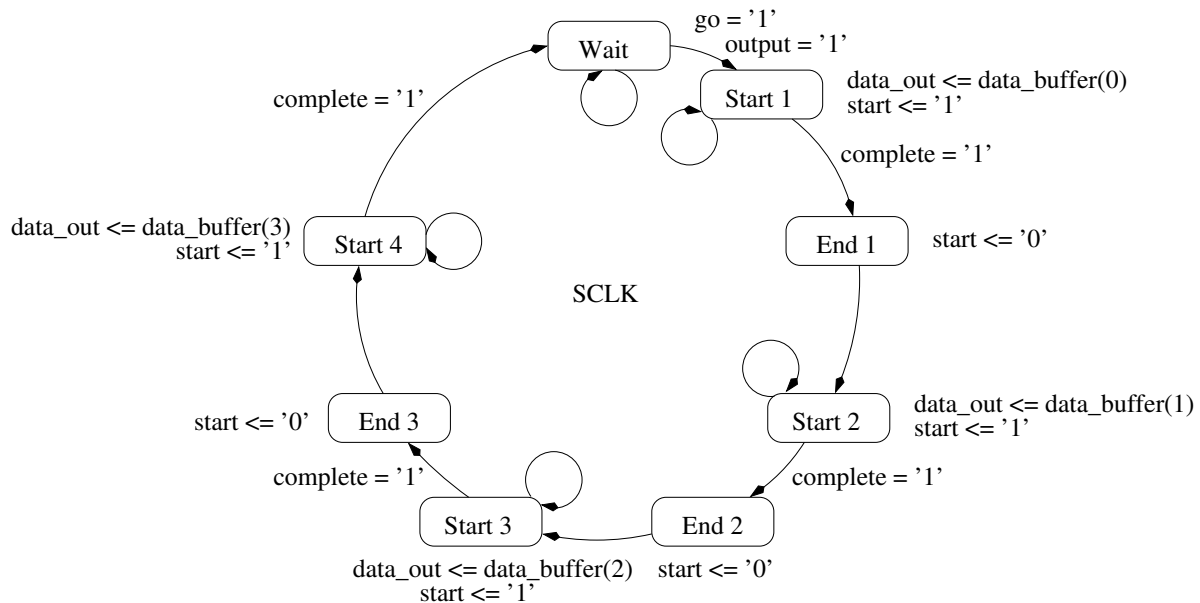 go = '1'
output = '1'
Wait
Start 1
data_out <= data_buffer(0)
start <= '1'
complete = '1'
complete = '1'
data_out <= data_buffer(3)
start <= '1'
Start 4
End 1
start <= '0'
SCLK
start <= '0'
End 3
Start 2
data_out <= data_buffer(1)
start <= '1'
complete = '1'
complete = '1'
Start 3
End 2
data_out <= data_buffer(2)
start <= '1'
start <= '0'